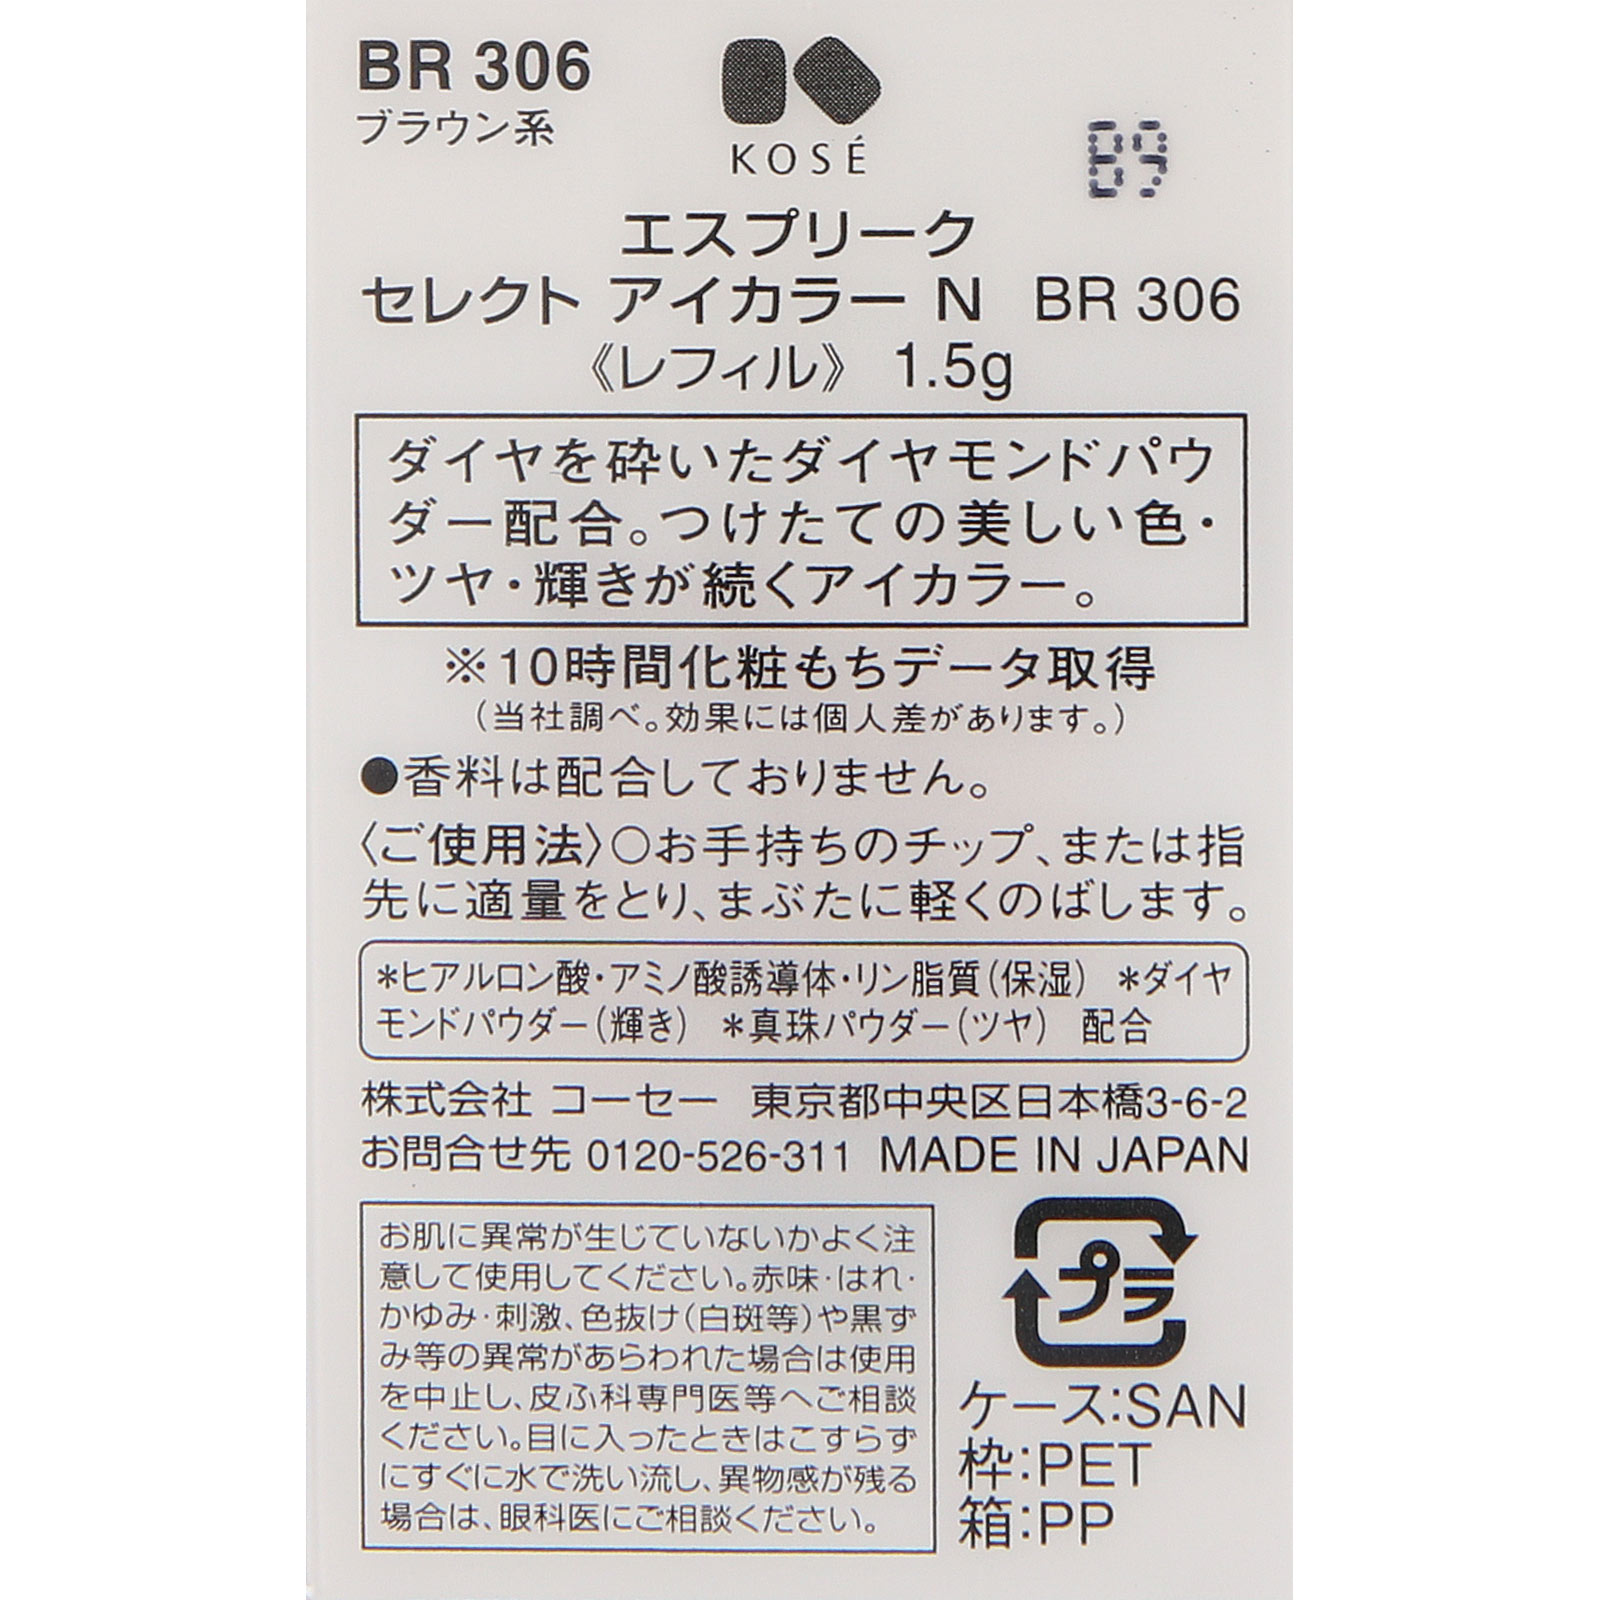 BR 306
ブラウン系
KOSÉ
B9
エスプリーク
セレクト アイカラー N BR 306
《レフィル》 1.5g
ダイヤを砕いたダイヤモンドパウ
ダー配合。つけたての美しい色・
ツヤ・輝きが続くアイカラー。
※10時間化粧もちデータ取得
(当社調べ。効果には個人差があります。)
●香料は配合しておりません。
〈ご使用法〉○お手持ちのチップ、または指
先に適量をとり、まぶたに軽くのばします。
*ヒアルロン酸・アミノ酸誘導体・リン脂質(保湿) *ダイヤ
モンドパウダー(輝き) *真珠パウダー(ツヤ) 配合
株式会社 コーセー 東京都中央区日本橋3-6-2
お問合せ先 0120-526-311 MADE IN JAPAN
お肌に異常が生じていないかよく注
意して使用してください。赤味・はれ・
かゆみ・刺激、色抜け(白斑等)や黒ず
み等の異常があらわれた場合は使用
を中止し、皮ふ科専門医等へご相談
ください。目に入ったときはこすらず
にすぐに水で洗い流し、異物感が残る
場合は、眼科医にご相談ください。
プラ
ケース:SAN
枠:PET
箱:PP